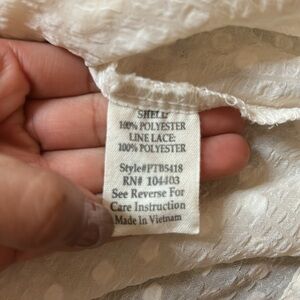 SHELL:
100% POLYESTER
LINE LACE:
100% POLYESTER
Style#PTB5418
RN# 104403
See Reverse For
Care Instruction
Made in Vietnam